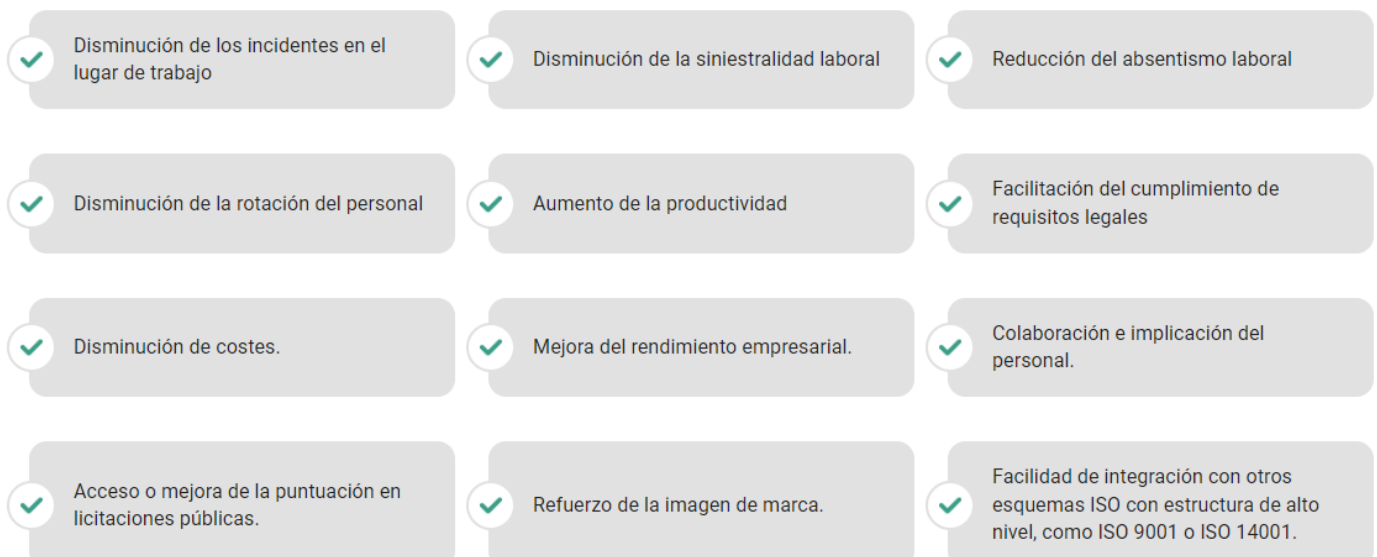 Disminución de los incidentes en el
lugar de trabajo
Disminución de la siniestralidad laboral
Reducción del absentismo laboral
Disminución de la rotación del personal
Aumento de la productividad
Facilitación del cumplimiento de
requisitos legales
Disminución de costes.
Mejora del rendimiento empresarial.
Colaboración e implicación del
personal.
Acceso o mejora de la puntuación en
licitaciones públicas.
Refuerzo de la imagen de marca.
Facilidad de integración con otros
esquemas ISO con estructura de alto
nivel, como ISO 9001 o ISO 14001.